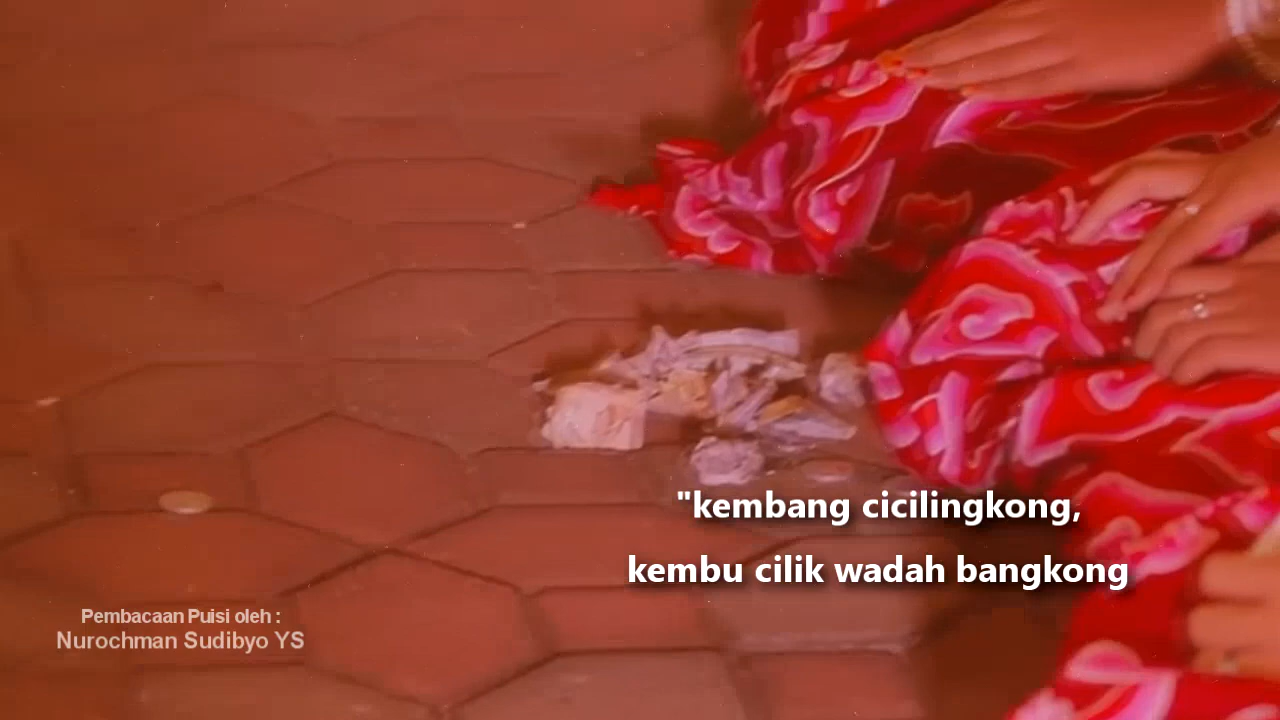 "kembang cicilingkong,
kembu cilik wadah bangkong
Pembacaan Puisi oleh :
Nurochman Sudibyo YS